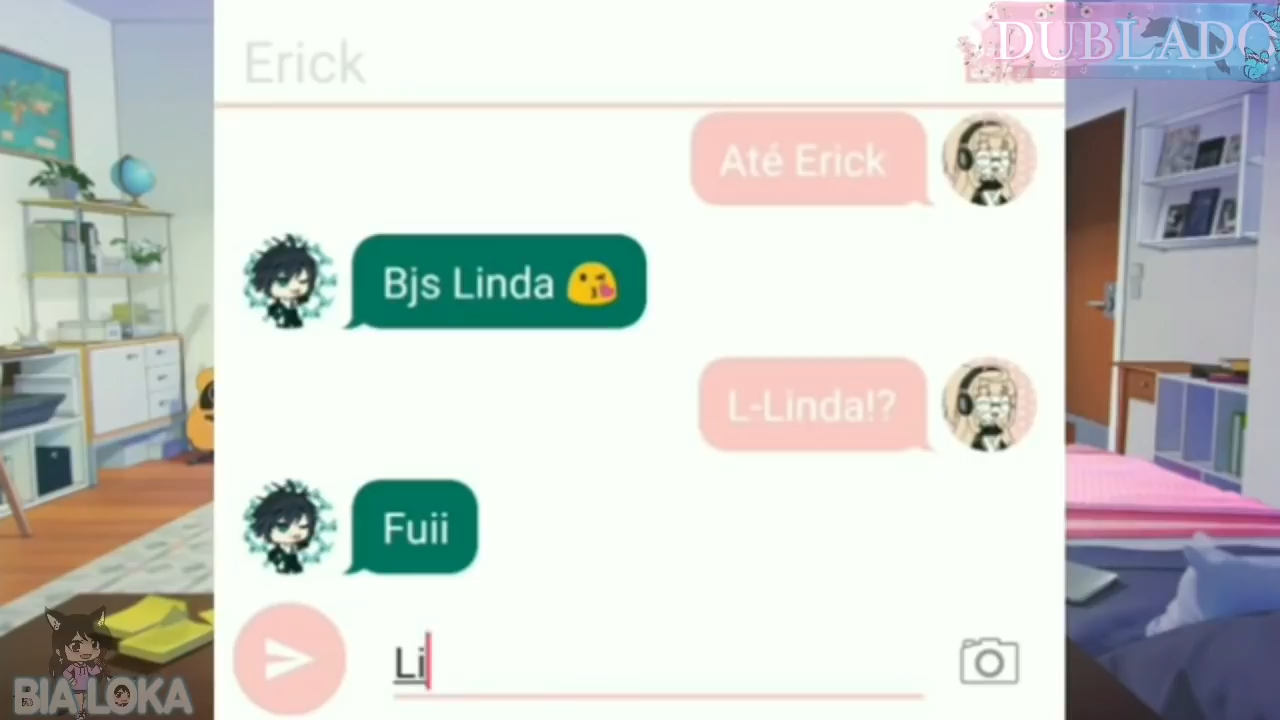 DUBLADO
Erick
Até Erick
Bjs Linda 😘
L-Linda!?
Fuii
Li
BIA LOKA